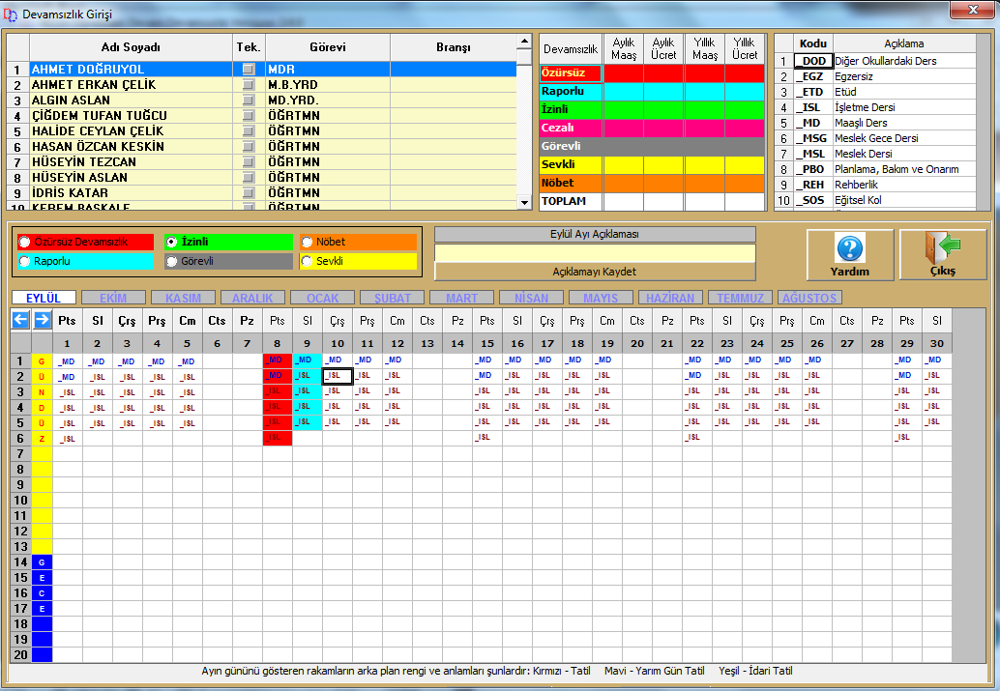 Devamsızlık Girişi
Adı Soyadı Tek. Görevi Branşı
1 AHMET DOĞRUYOL MDR
2 AHMET ERKAN ÇELİK M.B.YRD
3 ALGIN ASLAN MD.YRD.
4 ÇİĞDEM TUFAN TUĞCU ÖĞRTMN
5 HALİDE CEYLAN ÇELİK ÖĞRTMN
6 HASAN ÖZCAN KESKİN ÖĞRTMN
7 HÜSEYİN TEZCAN ÖĞRTMN
8 HÜSEYİN ASLAN ÖĞRTMN
9 İDRİS KATAR ÖĞRTMN
10 KEREM BAŞKALE ÖĞRTMN
Devamsızlık Aylık Maaş Aylık Ücret Yıllık Maaş Yıllık Ücret
Özürsüz
Raporlu
İzinli
Cezalı
Görevli
Sevkli
Nöbet
TOPLAM
Kodu Açıklama
1 _DOD Diğer Okullardaki Ders
2 _EGZ Egzersiz
3 _ETD Etüd
4 _ISL İşletme Dersi
5 _MD Maaşlı Ders
6 _MSG Meslek Gece Dersi
7 _MSL Meslek Dersi
8 _PBO Planlama, Bakım ve Onarım
9 _REH Rehberlik
10 _SOS Eğitsel Kol
Özürsüz Devamsızlık İzinli Nöbet
Raporlu Görevli Sevkli
Eylül Ayı Açıklaması
Açıklamayı Kaydet
Yardım
Çıkış
EYLÜL EKİM KASIM ARALIK OCAK ŞUBAT MART NİSAN MAYIS HAZİRAN TEMMUZ AĞUSTOS
Pts Sl Çrş Prş Cm Cts Pz Pts Sl Çrş Prş Cm Cts Pz Pts Sl Çrş Prş Cm Cts Pz Pts Sl Çrş Prş Cm Cts Pz Pts Sl
1 2 3 4 5 6 7 8 9 10 11 12 13 14 15 16 17 18 19 20 21 22 23 24 25 26 27 28 29 30
1 G _MD _MD _MD _MD _MD _MD _MD _MD _MD _MD _MD _MD _MD _MD _MD _MD _MD _MD _MD _MD _MD _MD
2 Ü _MD _ISL _ISL _ISL _ISL _MD _ISL _ISL _ISL _ISL _MD _ISL _ISL _ISL _ISL _MD _ISL _ISL _ISL _ISL _MD _ISL
3 N _ISL _ISL _ISL _ISL _ISL _ISL _ISL _ISL _ISL _ISL _ISL _ISL _ISL _ISL _ISL _ISL _ISL _ISL _ISL _ISL _ISL _ISL
4 D _ISL _ISL _ISL _ISL _ISL _ISL _ISL _ISL _ISL _ISL _ISL _ISL _ISL _ISL _ISL _ISL _ISL _ISL _ISL _ISL _ISL _ISL
5 Ü _ISL _ISL _ISL _ISL _ISL _ISL _ISL _ISL _ISL _ISL _ISL _ISL _ISL _ISL _ISL _ISL _ISL _ISL _ISL _ISL _ISL _ISL
6 Z _ISL _ISL _ISL _ISL _ISL
7
8
9
10
11
12
13
14 G
15 E
16 C
17 E
18
19
20
Ayın gününü gösteren rakamların arka plan rengi ve anlamları şunlardır: Kırmızı - Tatil Mavi - Yarım Gün Tatil Yeşil - İdari Tatil